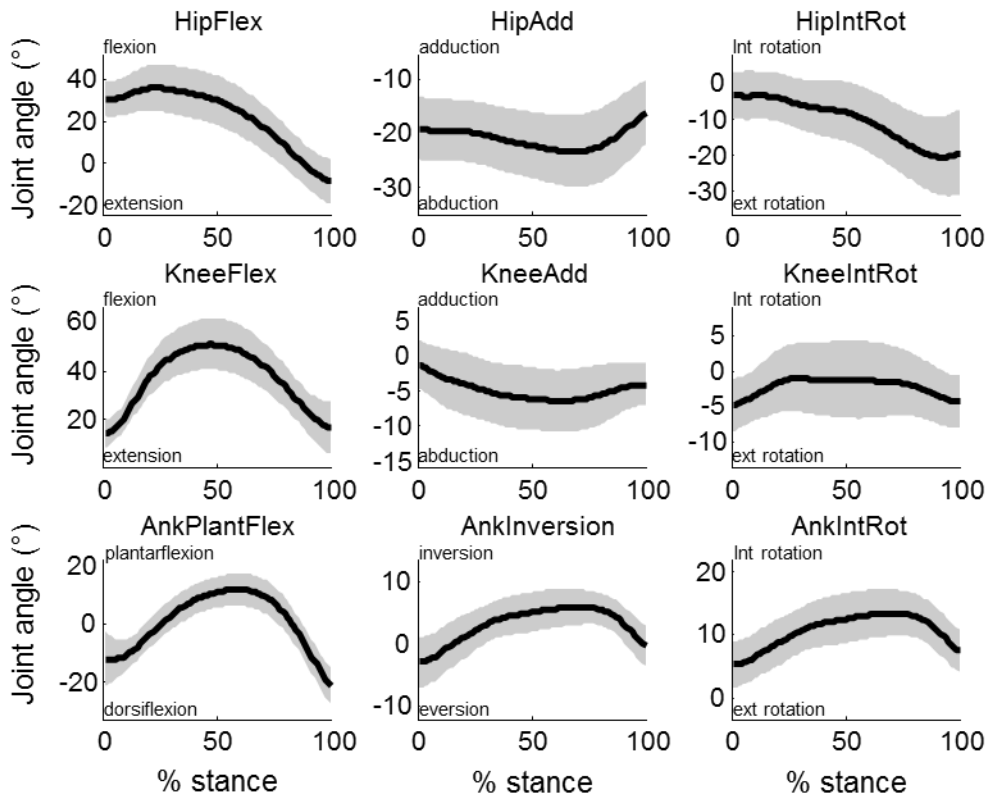 HipFlex
HipAdd
HipIntRot
Joint angle (°)
flexion
40
20
0
-20
extension
0 50 100
adduction
-10
-20
-30
abduction
0 50 100
Int rotation
0
-10
-20
-30
ext rotation
0 50 100
KneeFlex
KneeAdd
KneeIntRot
Joint angle (°)
flexion
60
40
20
extension
0 50 100
adduction
5
0
-5
-10
-15
abduction
0 50 100
Int rotation
5
0
-5
-10
ext rotation
0 50 100
AnkPlantFlex
AnkInversion
AnkIntRot
Joint angle (°)
plantarflexion
20
0
-20
dorsiflexion
0 50 100
% stance
inversion
10
0
-10
eversion
0 50 100
% stance
Int rotation
20
10
0
ext rotation
0 50 100
% stance